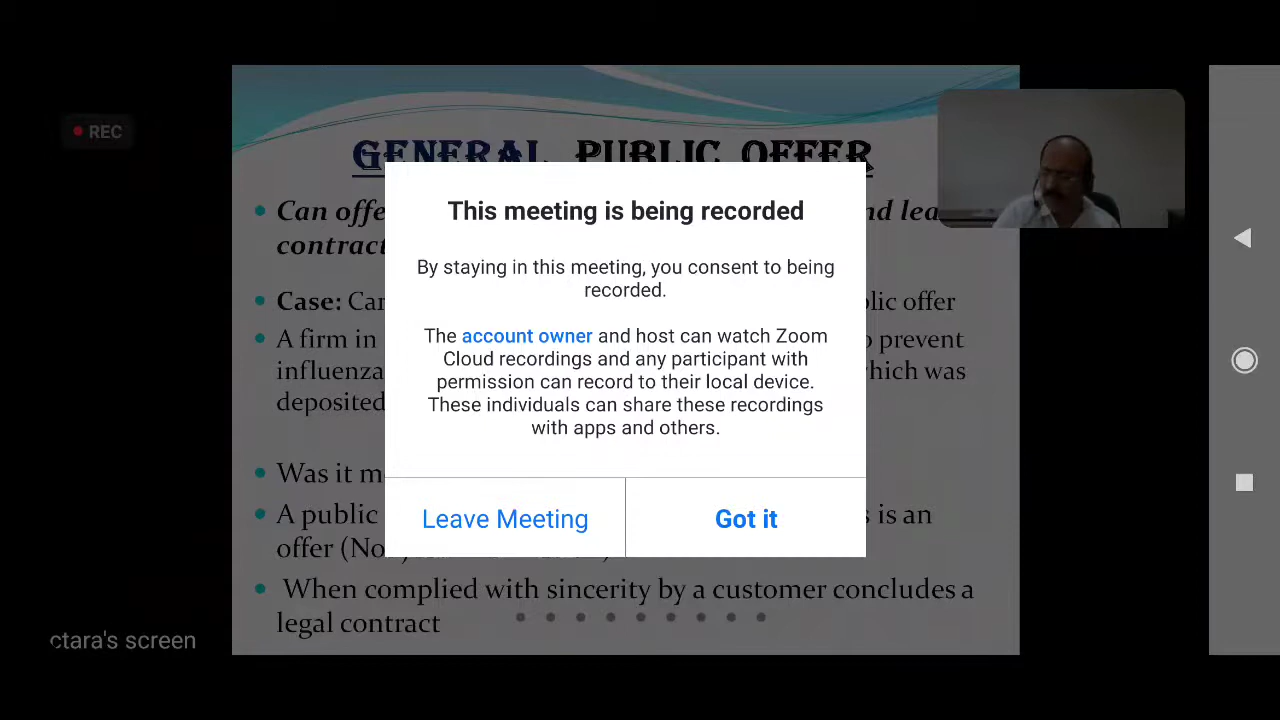 REC
GENERAL PUBLIC OFFER
Can offe nd lea
contract
Case: Car lic offer
A firm in o prevent
influenza hich was
deposited
Was it m
A public s is an
offer (No
When complied with sincerity by a customer concludes a
legal contract
This meeting is being recorded
By staying in this meeting, you consent to being
recorded.
The account owner and host can watch Zoom
Cloud recordings and any participant with
permission can record to their local device.
These individuals can share these recordings
with apps and others.
Leave Meeting
Got it
ctara's screen